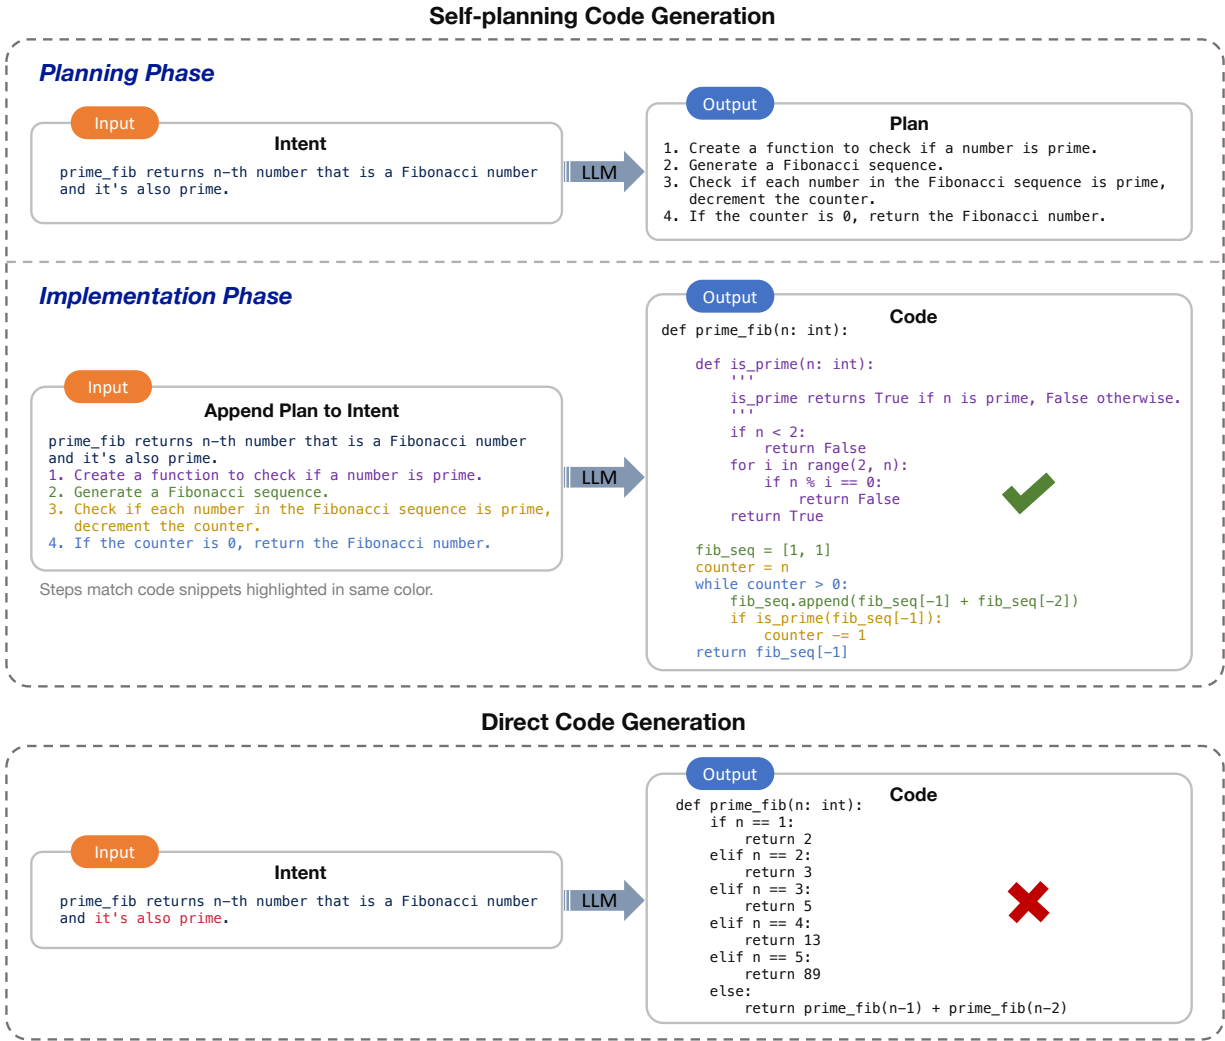 Self-planning Code Generation
Planning Phase
Input
Intent
prime_fib returns n-th number that is a Fibonacci number
and it's also prime.
LLM
Output
Plan
1. Create a function to check if a number is prime.
2. Generate a Fibonacci sequence.
3. Check if each number in the Fibonacci sequence is prime,
decrement the counter.
4. If the counter is 0, return the Fibonacci number.
Implementation Phase
Input
Append Plan to Intent
prime_fib returns n-th number that is a Fibonacci number
and it's also prime.
1. Create a function to check if a number is prime.
2. Generate a Fibonacci sequence.
3. Check if each number in the Fibonacci sequence is prime,
decrement the counter.
4. If the counter is 0, return the Fibonacci number.
Steps match code snippets highlighted in same color.
LLM
Output
Code
def prime_fib(n: int):
def is_prime(n: int):
'''
is_prime returns True if n is prime, False otherwise.
'''
if n < 2:
return False
for i in range(2, n):
if n % i == 0:
return False
return True
fib_seq = [1, 1]
counter = n
while counter > 0:
fib_seq.append(fib_seq[-1] + fib_seq[-2])
if is_prime(fib_seq[-1]):
counter -= 1
return fib_seq[-1]
Direct Code Generation
Input
Intent
prime_fib returns n-th number that is a Fibonacci number
and it's also prime.
LLM
Output
Code
def prime_fib(n: int):
if n == 1:
return 2
elif n == 2:
return 3
elif n == 3:
return 5
elif n == 4:
return 13
elif n == 5:
return 89
else:
return prime_fib(n-1) + prime_fib(n-2)